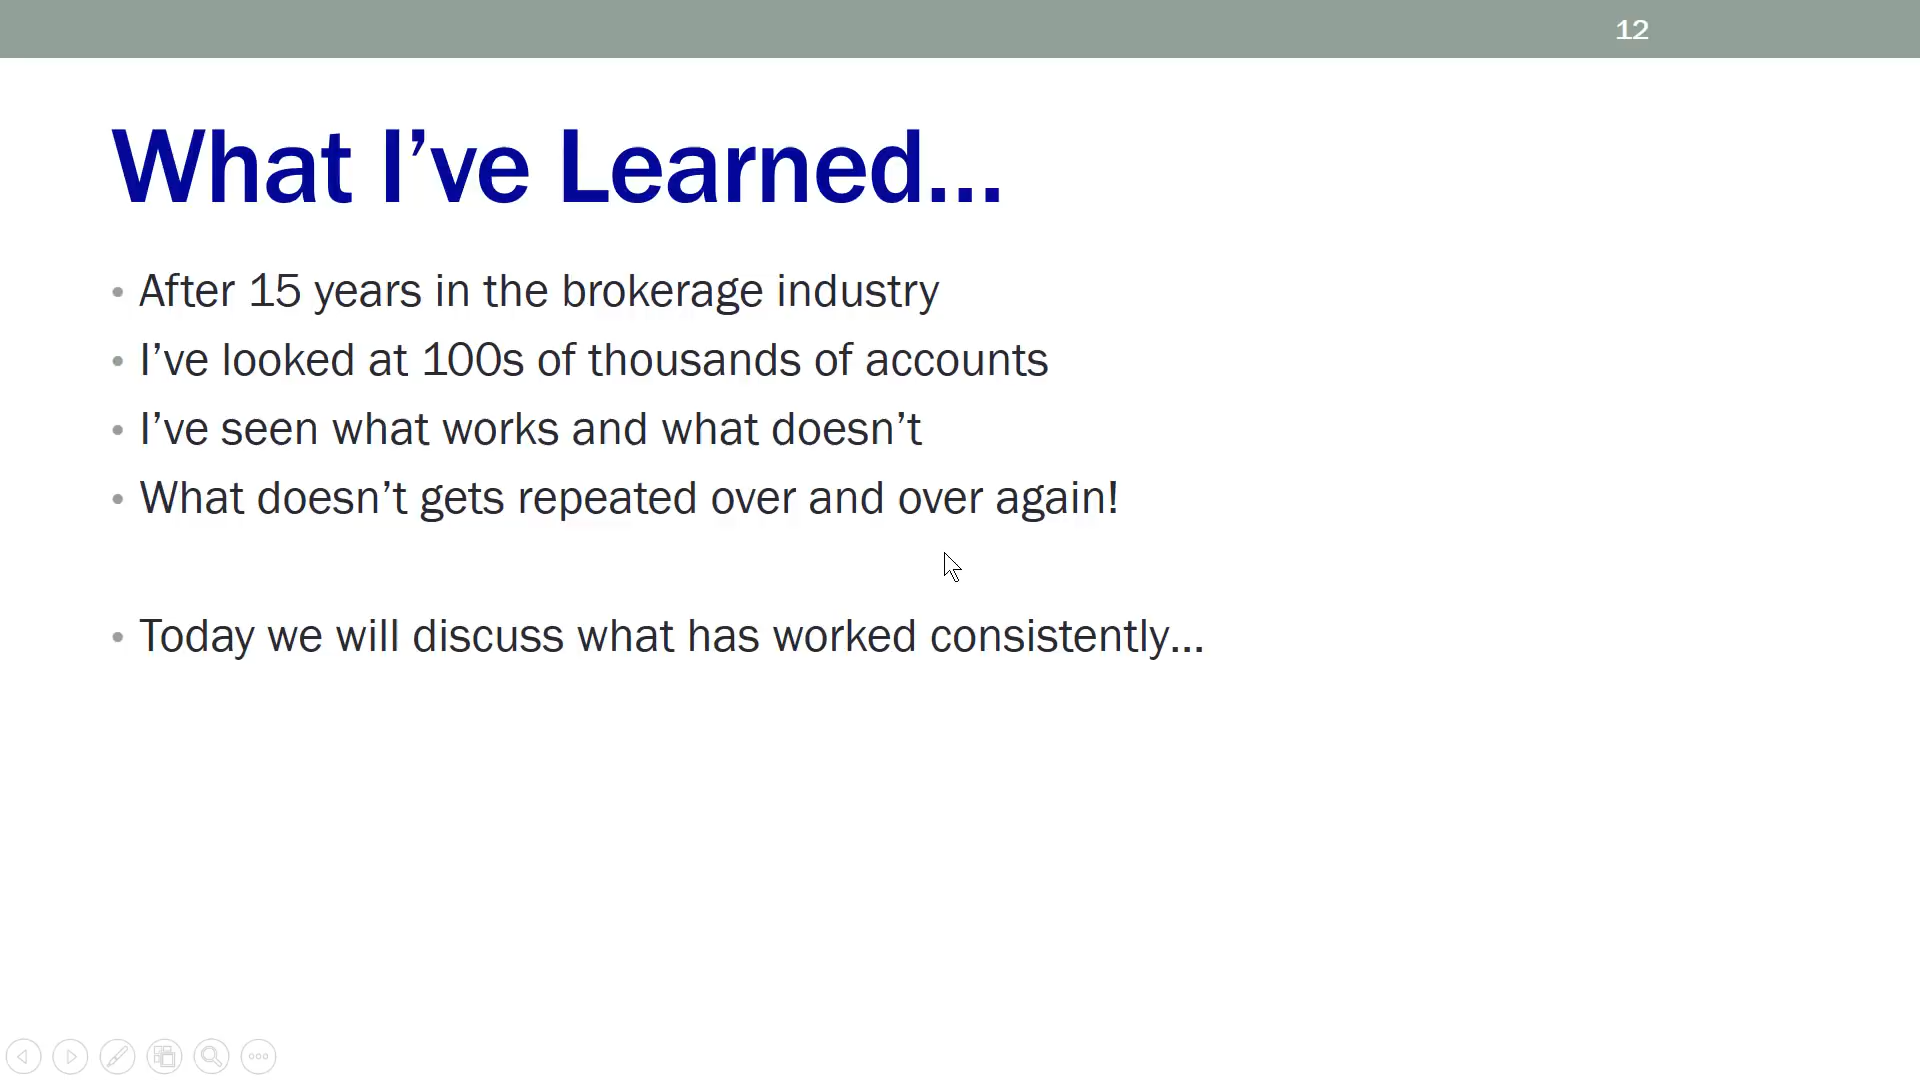 12
What I’ve Learned…
• After 15 years in the brokerage industry
• I’ve looked at 100s of thousands of accounts
• I’ve seen what works and what doesn’t
• What doesn’t gets repeated over and over again!
• Today we will discuss what has worked consistently…